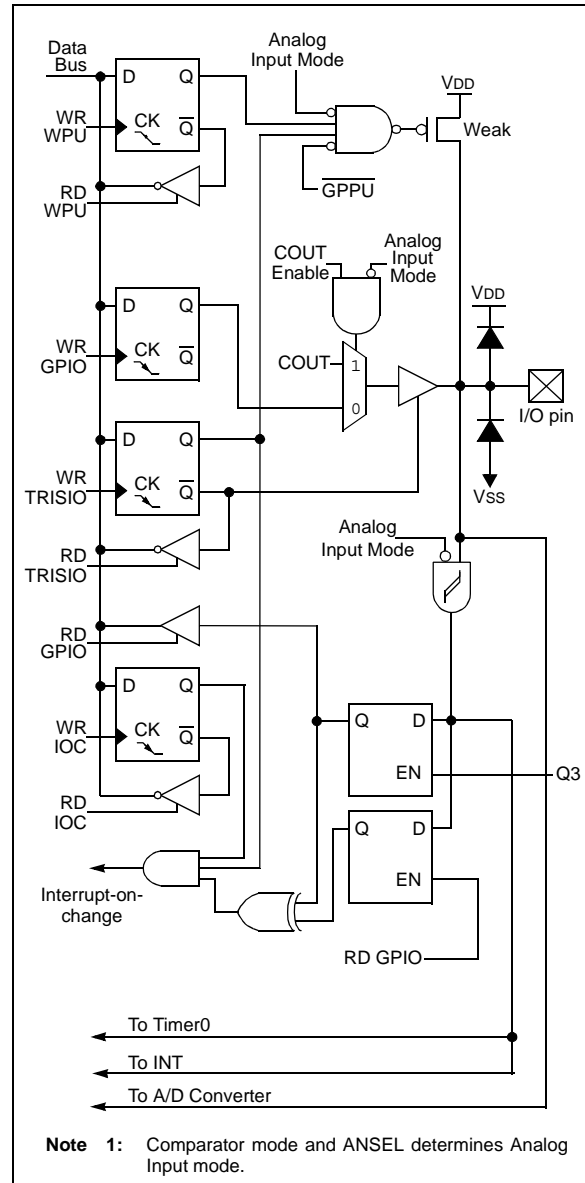 Analog
Input Mode
Data
Bus
D Q
VDD
WR
WPU
CK Q
Weak
RD
WPU
GPPU
COUT
Enable
Analog
Input
Mode
D Q
VDD
WR
GPIO
CK Q
COUT
1
0
I/O pin
D Q
WR
TRISIO
CK Q
VSS
Analog
Input Mode
RD
TRISIO
RD
GPIO
D Q
Q D
WR
IOC
CK Q
EN
Q3
RD
IOC
Q D
Interrupt-on-
change
EN
RD GPIO
To Timer0
To INT
To A/D Converter
Note 1: Comparator mode and ANSEL determines Analog
Input mode.